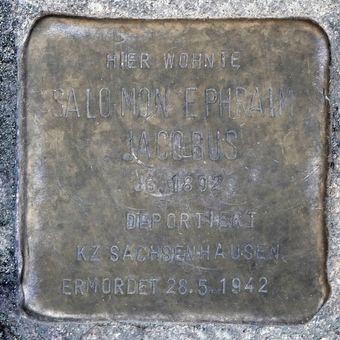 HIER WOHNTE
SALOMON EPHRAIM
JACOBUS
JG. 1892
DEPORTIERT
KZ SACHSENHAUSEN
ERMORDET 28.5.1942